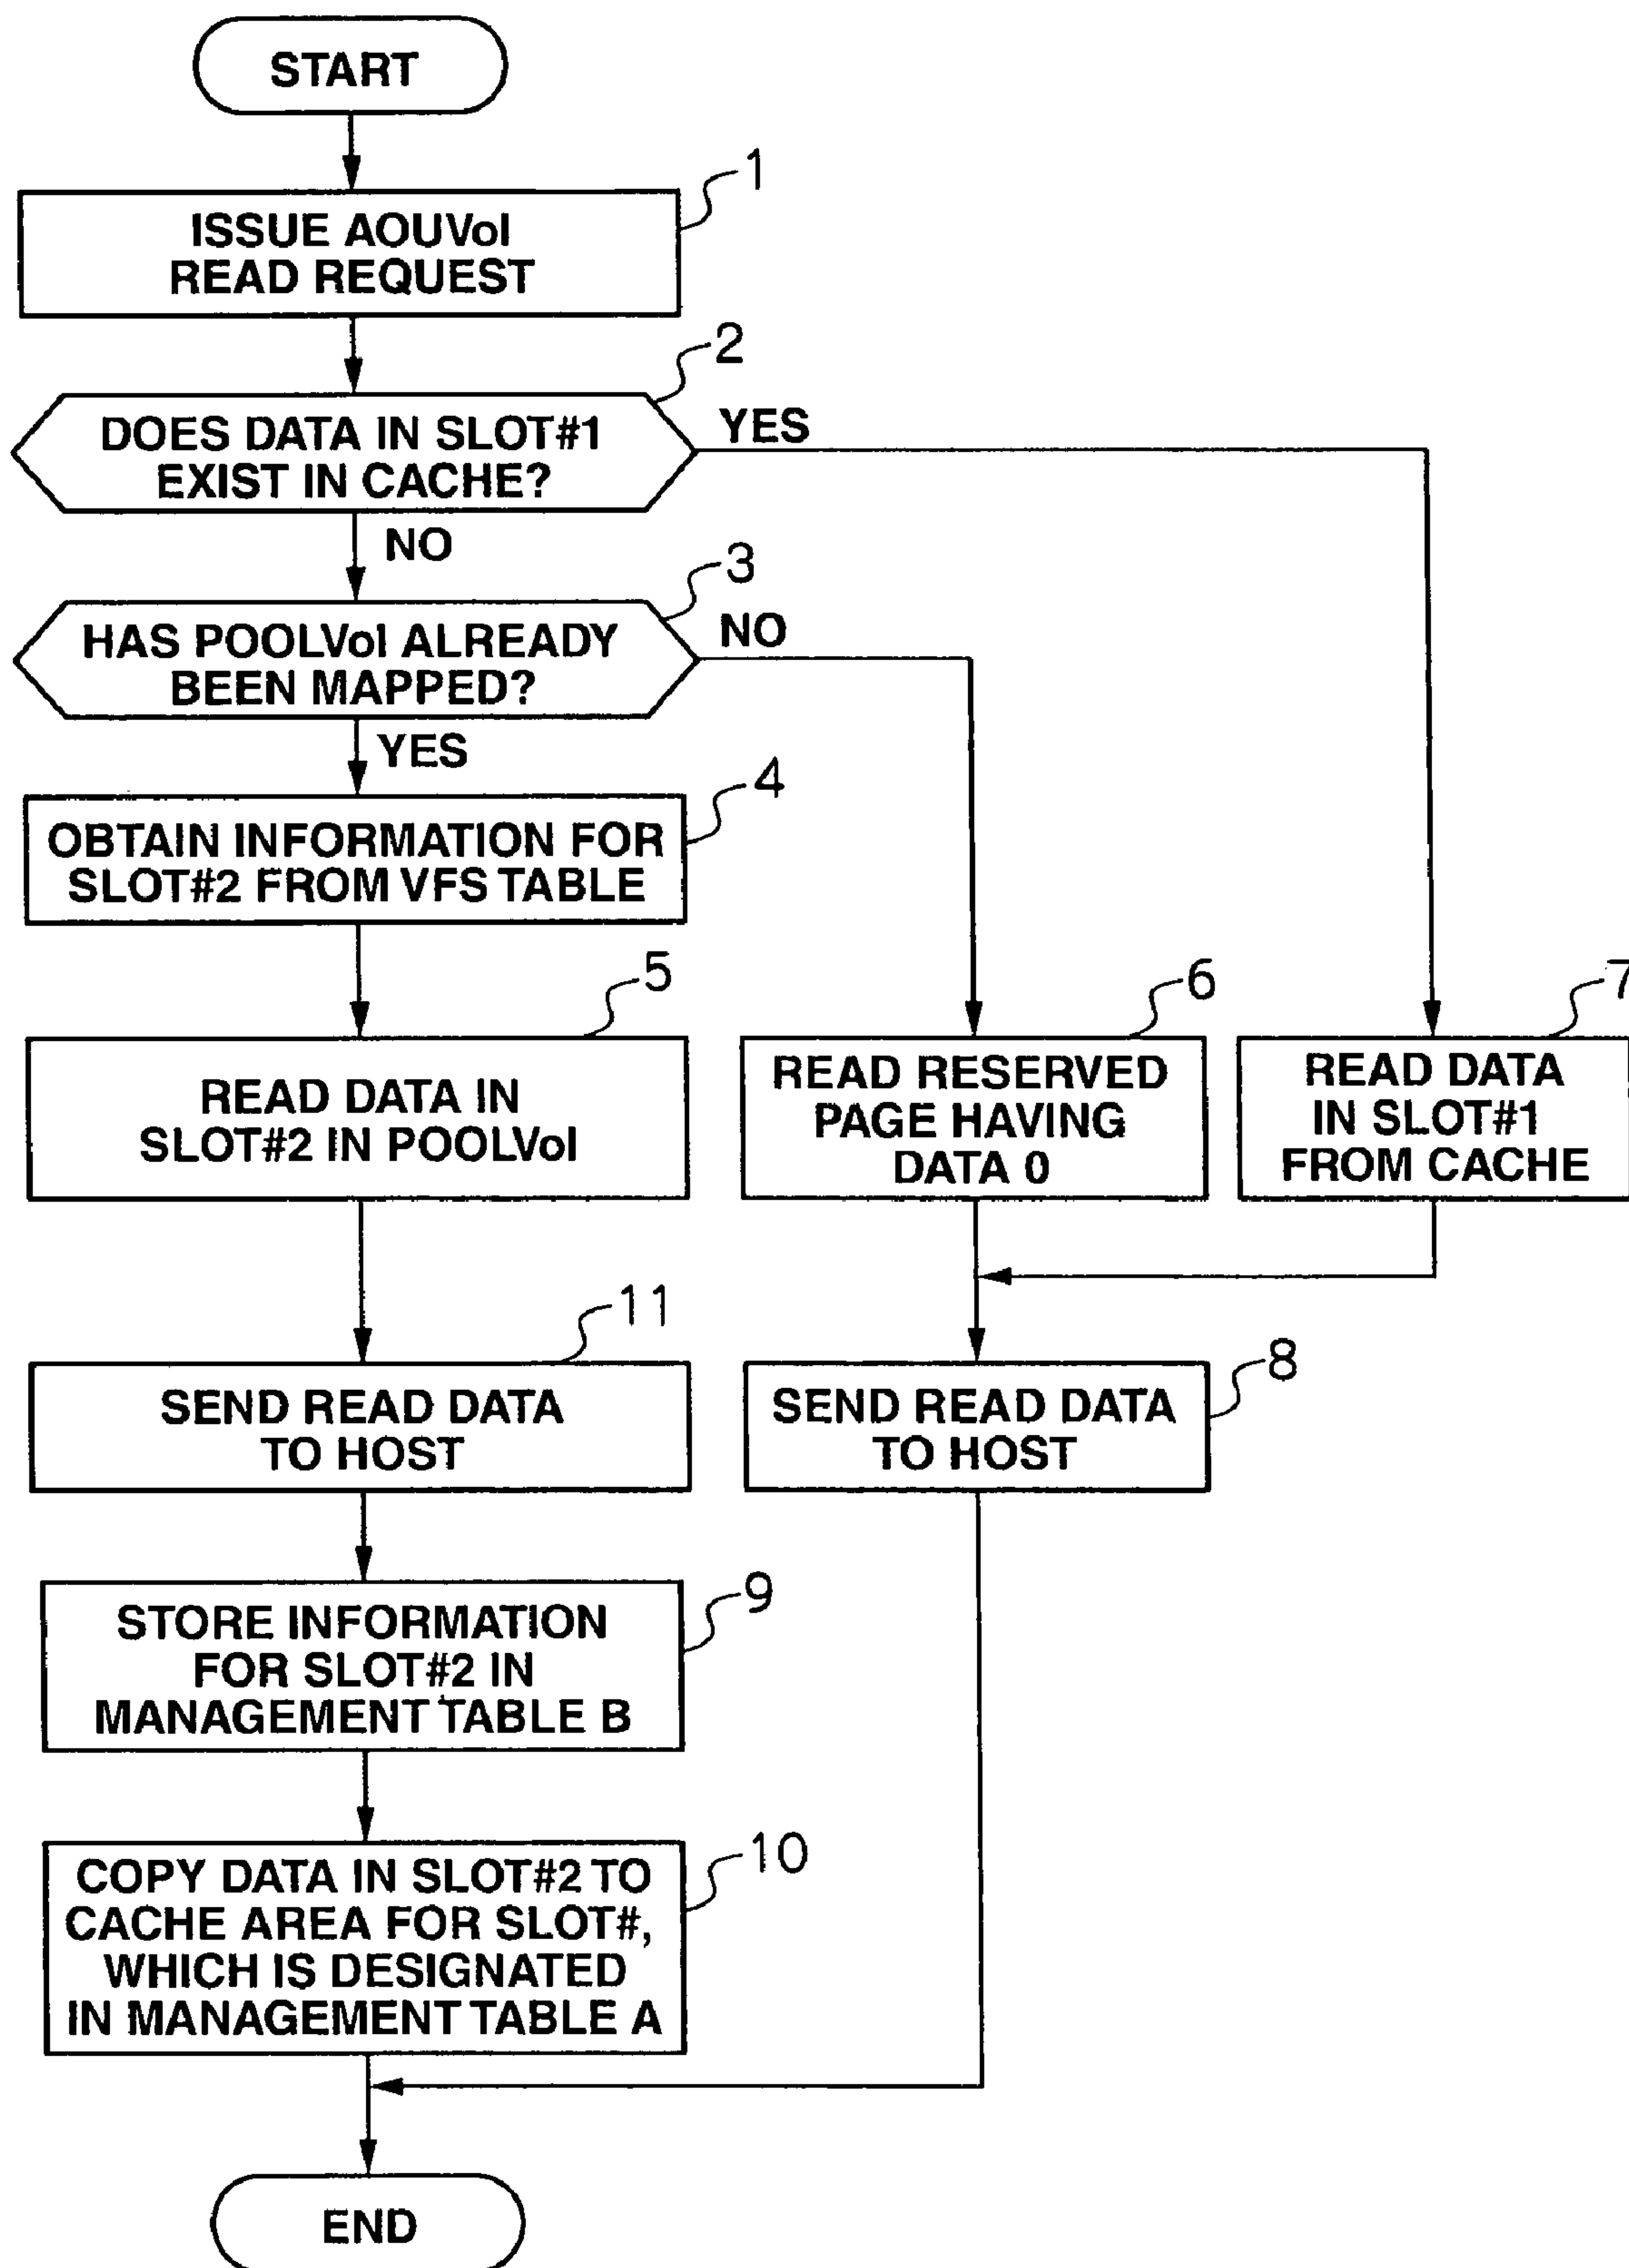 START
1
ISSUE AOUVol
READ REQUEST
2
DOES DATA IN SLOT#1
EXIST IN CACHE?
YES
NO
3
HAS POOLVol ALREADY
BEEN MAPPED?
NO
YES
4
OBTAIN INFORMATION FOR
SLOT#2 FROM VFS TABLE
5
READ DATA IN
SLOT#2 IN POOLVol
6
READ RESERVED
PAGE HAVING
DATA 0
7
READ DATA
IN SLOT#1
FROM CACHE
11
SEND READ DATA
TO HOST
8
SEND READ DATA
TO HOST
9
STORE INFORMATION
FOR SLOT#2 IN
MANAGEMENT TABLE B
10
COPY DATA IN SLOT#2 TO
CACHE AREA FOR SLOT#,
WHICH IS DESIGNATED
IN MANAGEMENT TABLE A
END